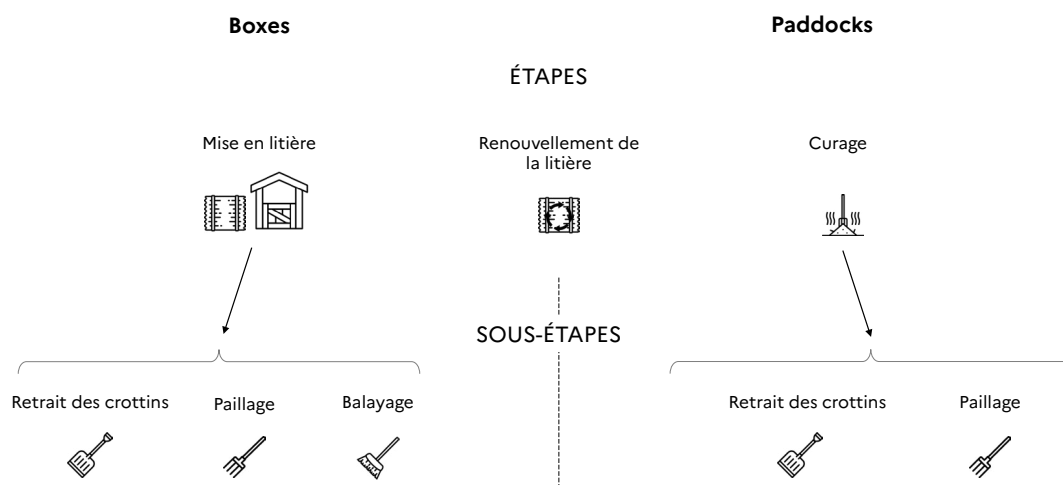 Boxes
Paddocks
ÉTAPES
Mise en litière
Renouvellement de
la litière
Curage
SOUS-ÉTAPES
Retrait des crottins
Paillage
Balayage
Retrait des crottins
Paillage